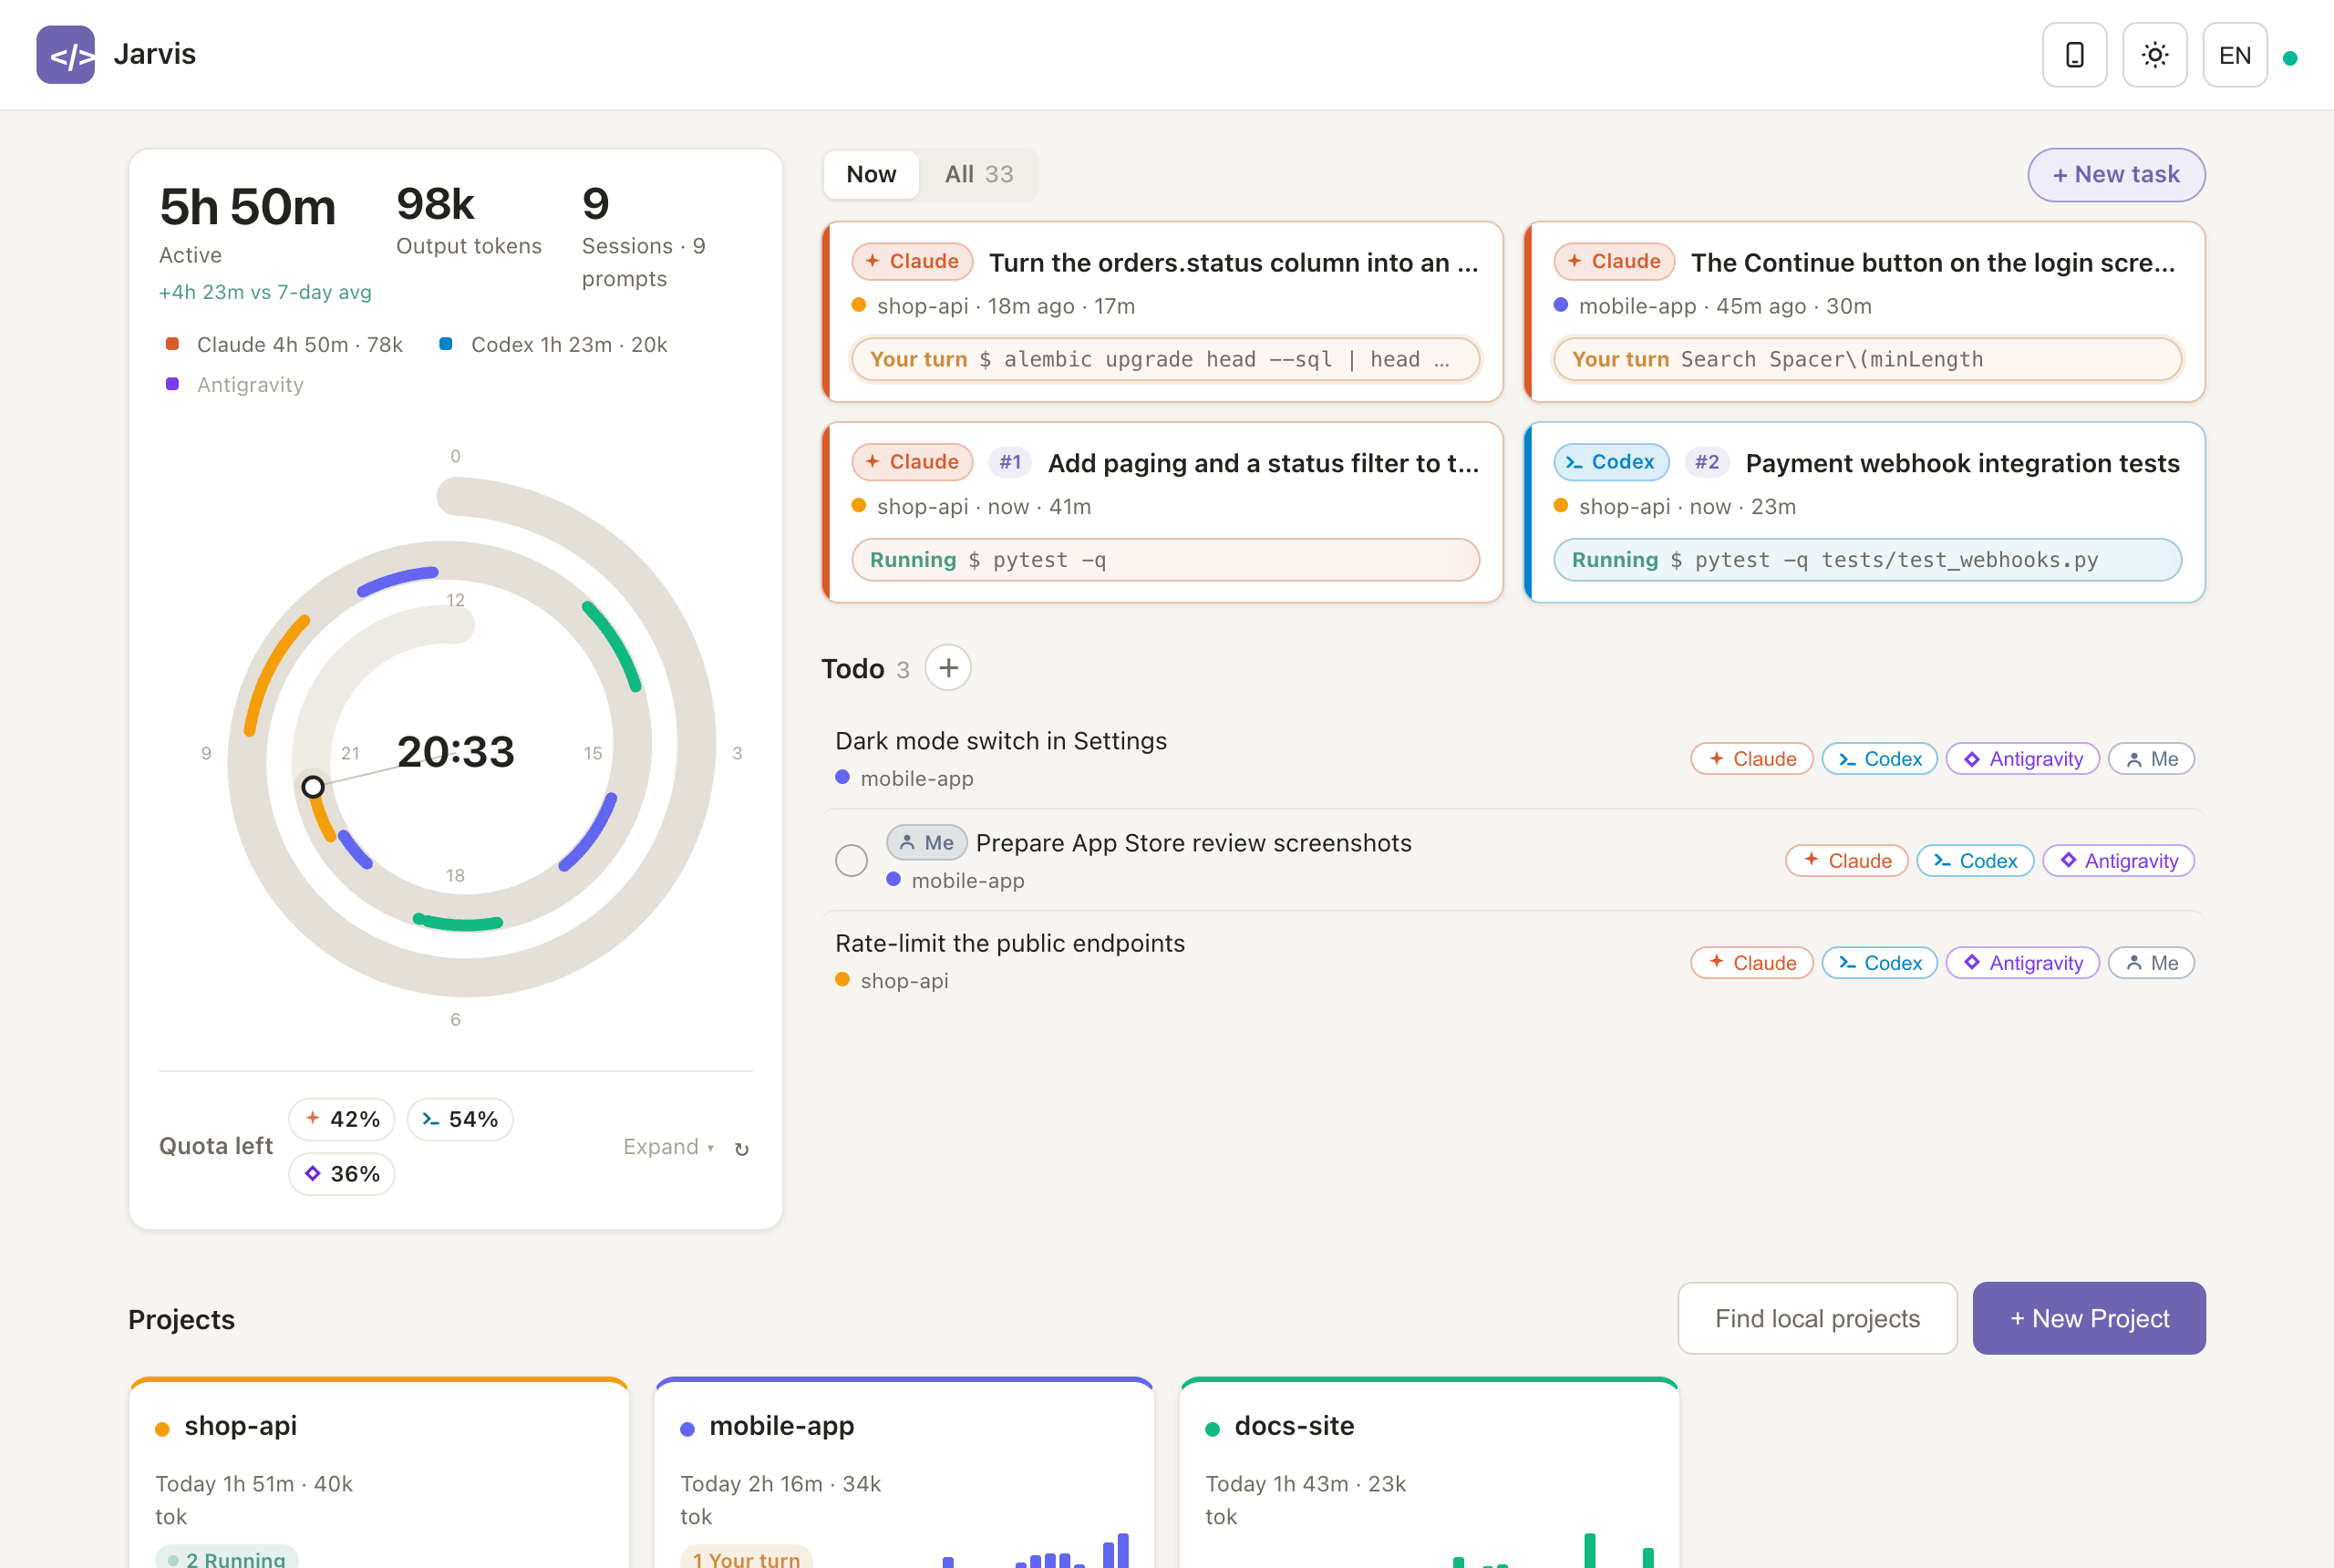 </> Jarvis
EN
5h 50m
Active
+4h 23m vs 7-day avg
98k
Output tokens
9
Sessions · 9
prompts
Claude 4h 50m · 78k
Codex 1h 23m · 20k
Antigravity
0
12
9
21
20:33
15
3
18
6
Quota left
42%
54%
36%
Expand ▾ ↻
Now
All 33
+ New task
Claude Turn the orders.status column into an ...
shop-api · 18m ago · 17m
Your turn $ alembic upgrade head --sql | head …
Claude The Continue button on the login scre...
mobile-app · 45m ago · 30m
Your turn Search Spacer\(minLength
Claude #1 Add paging and a status filter to t...
shop-api · now · 41m
Running $ pytest -q
Codex #2 Payment webhook integration tests
shop-api · now · 23m
Running $ pytest -q tests/test_webhooks.py
Todo 3 +
Dark mode switch in Settings
mobile-app
Claude Codex Antigravity Me
Me Prepare App Store review screenshots
mobile-app
Claude Codex Antigravity
Rate-limit the public endpoints
shop-api
Claude Codex Antigravity Me
Projects
Find local projects
+ New Project
shop-api
Today 1h 51m · 40k
tok
2 Running
mobile-app
Today 2h 16m · 34k
tok
1 Your turn
docs-site
Today 1h 43m · 23k
tok